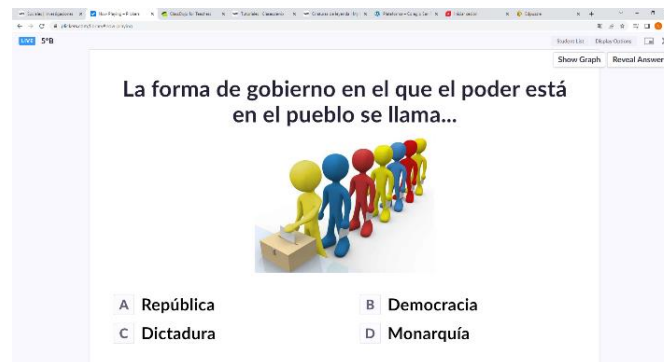 LIVE 5°B
Student List Display Options
Show Graph Reveal Answer
La forma de gobierno en el que el poder está
en el pueblo se llama...
A República
B Democracia
C Dictadura
D Monarquía